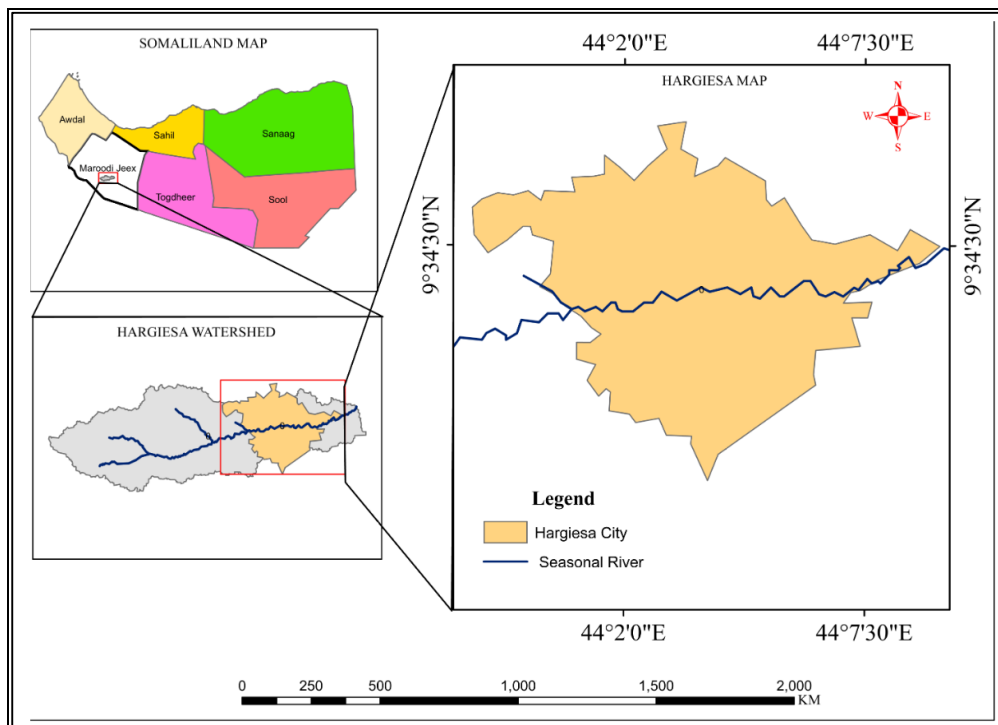 SOMALILAND MAP
Awdal
Sahil
Sanaag
Maroodi Jeex
Togdheer
Sool
HARGIESA WATERSHED
44°2'0"E 44°7'30"E
HARGIESA MAP
N
W E
S
9°34'30"N 9°34'30"N
Legend
Hargiesa City
Seasonal River
44°2'0"E 44°7'30"E
0 250 500 1,000 1,500 2,000
KM